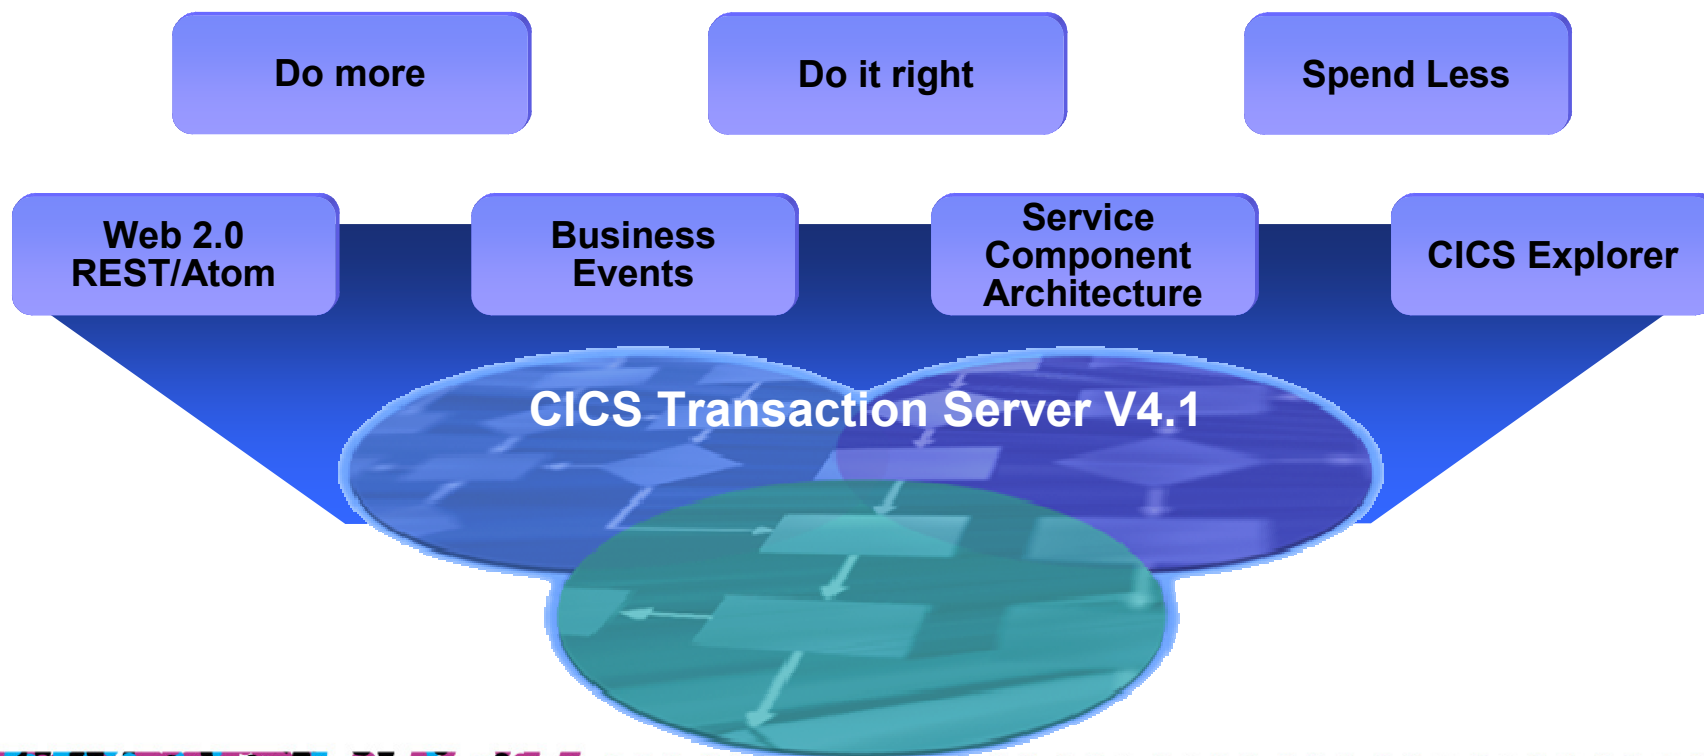 Do more
Do it right
Spend Less
Web 2.0
REST/Atom
Business
Events
Service
Component
Architecture
CICS Explorer
CICS Transaction Server V4.1